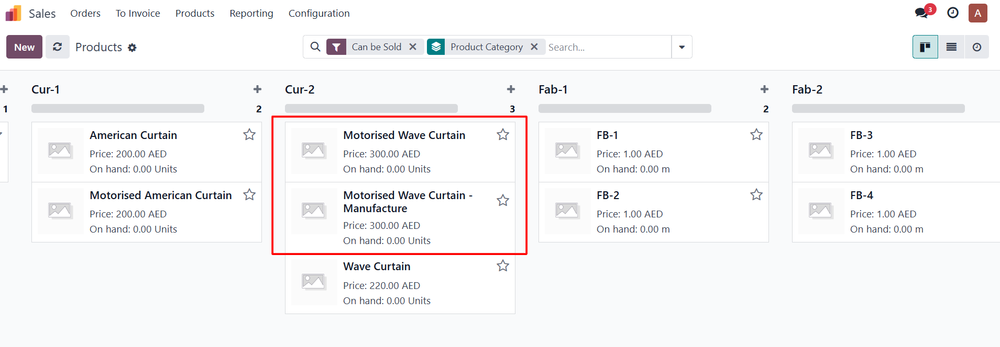 Sales Orders To Invoice Products Reporting Configuration 3 A
New Products Can be Sold Product Category Search...
1
Cur-1
2
American Curtain
Price: 200.00 AED
On hand: 0.00 Units
Motorised American Curtain
Price: 200.00 AED
On hand: 0.00 Units
Cur-2
3
Motorised Wave Curtain
Price: 300.00 AED
On hand: 0.00 Units
Motorised Wave Curtain -
Manufacture
Price: 300.00 AED
On hand: 0.00 Units
Wave Curtain
Price: 220.00 AED
On hand: 0.00 Units
Fab-1
2
FB-1
Price: 1.00 AED
On hand: 0.00 m
FB-2
Price: 1.00 AED
On hand: 0.00 m
Fab-2
FB-3
Price: 1.00 AED
On hand: 0.00 m
FB-4
Price: 1.00 AED
On hand: 0.00 m